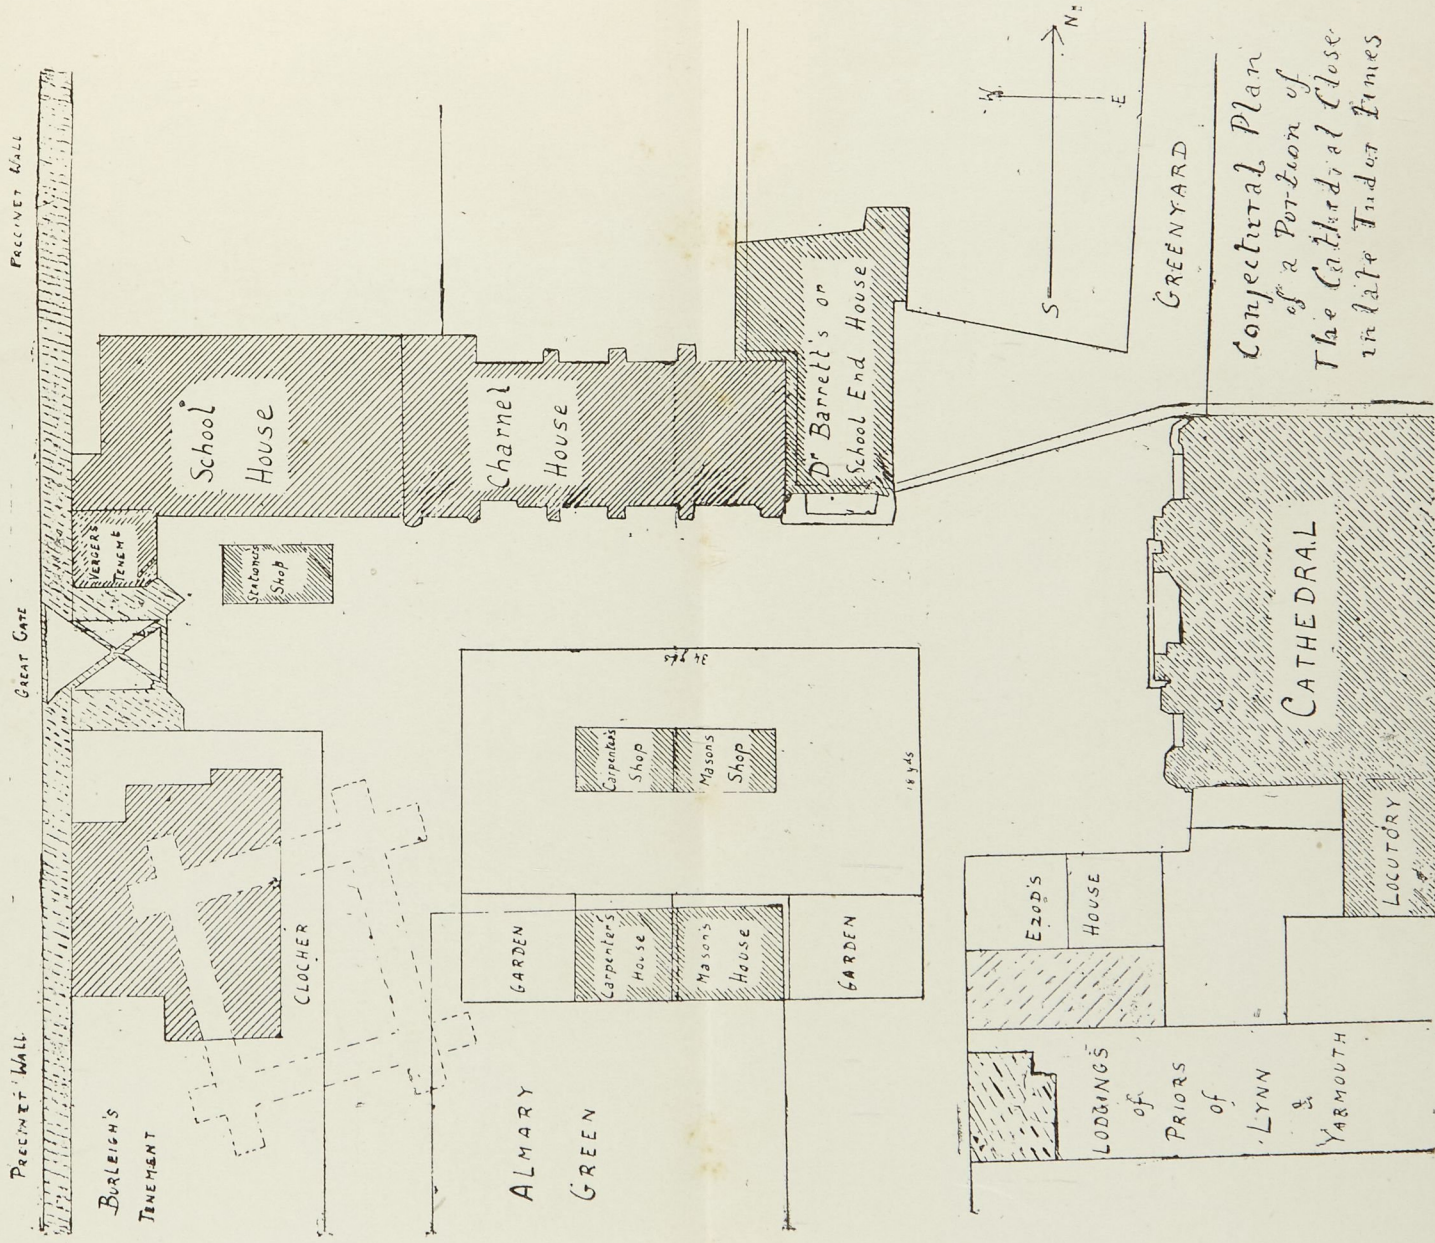 Conjectural Plan
of a Portion of
The Cathedral Close
in late Tudor times
PRECINCT WALL
GREAT GATE
PRECINCT WALL
School
House
Charnel
House
Dr Barrett's or
School End House
N
W
E
S
GREENYARD
VERGERS
TENEMT
Stationer's
Shop
34 yds
Carpenter's
Shop
Masons
Shop
18 yds
CATHEDRAL
LOCUTORY
CLOCHER
GARDEN
Carpenter's
House
Mason's
House
GARDEN
EZOD'S
HOUSE
BURLEIGH'S
TENEMENT
ALMARY
GREEN
LODGINGS
of
PRIORS
of
LYNN
&
YARMOUTH